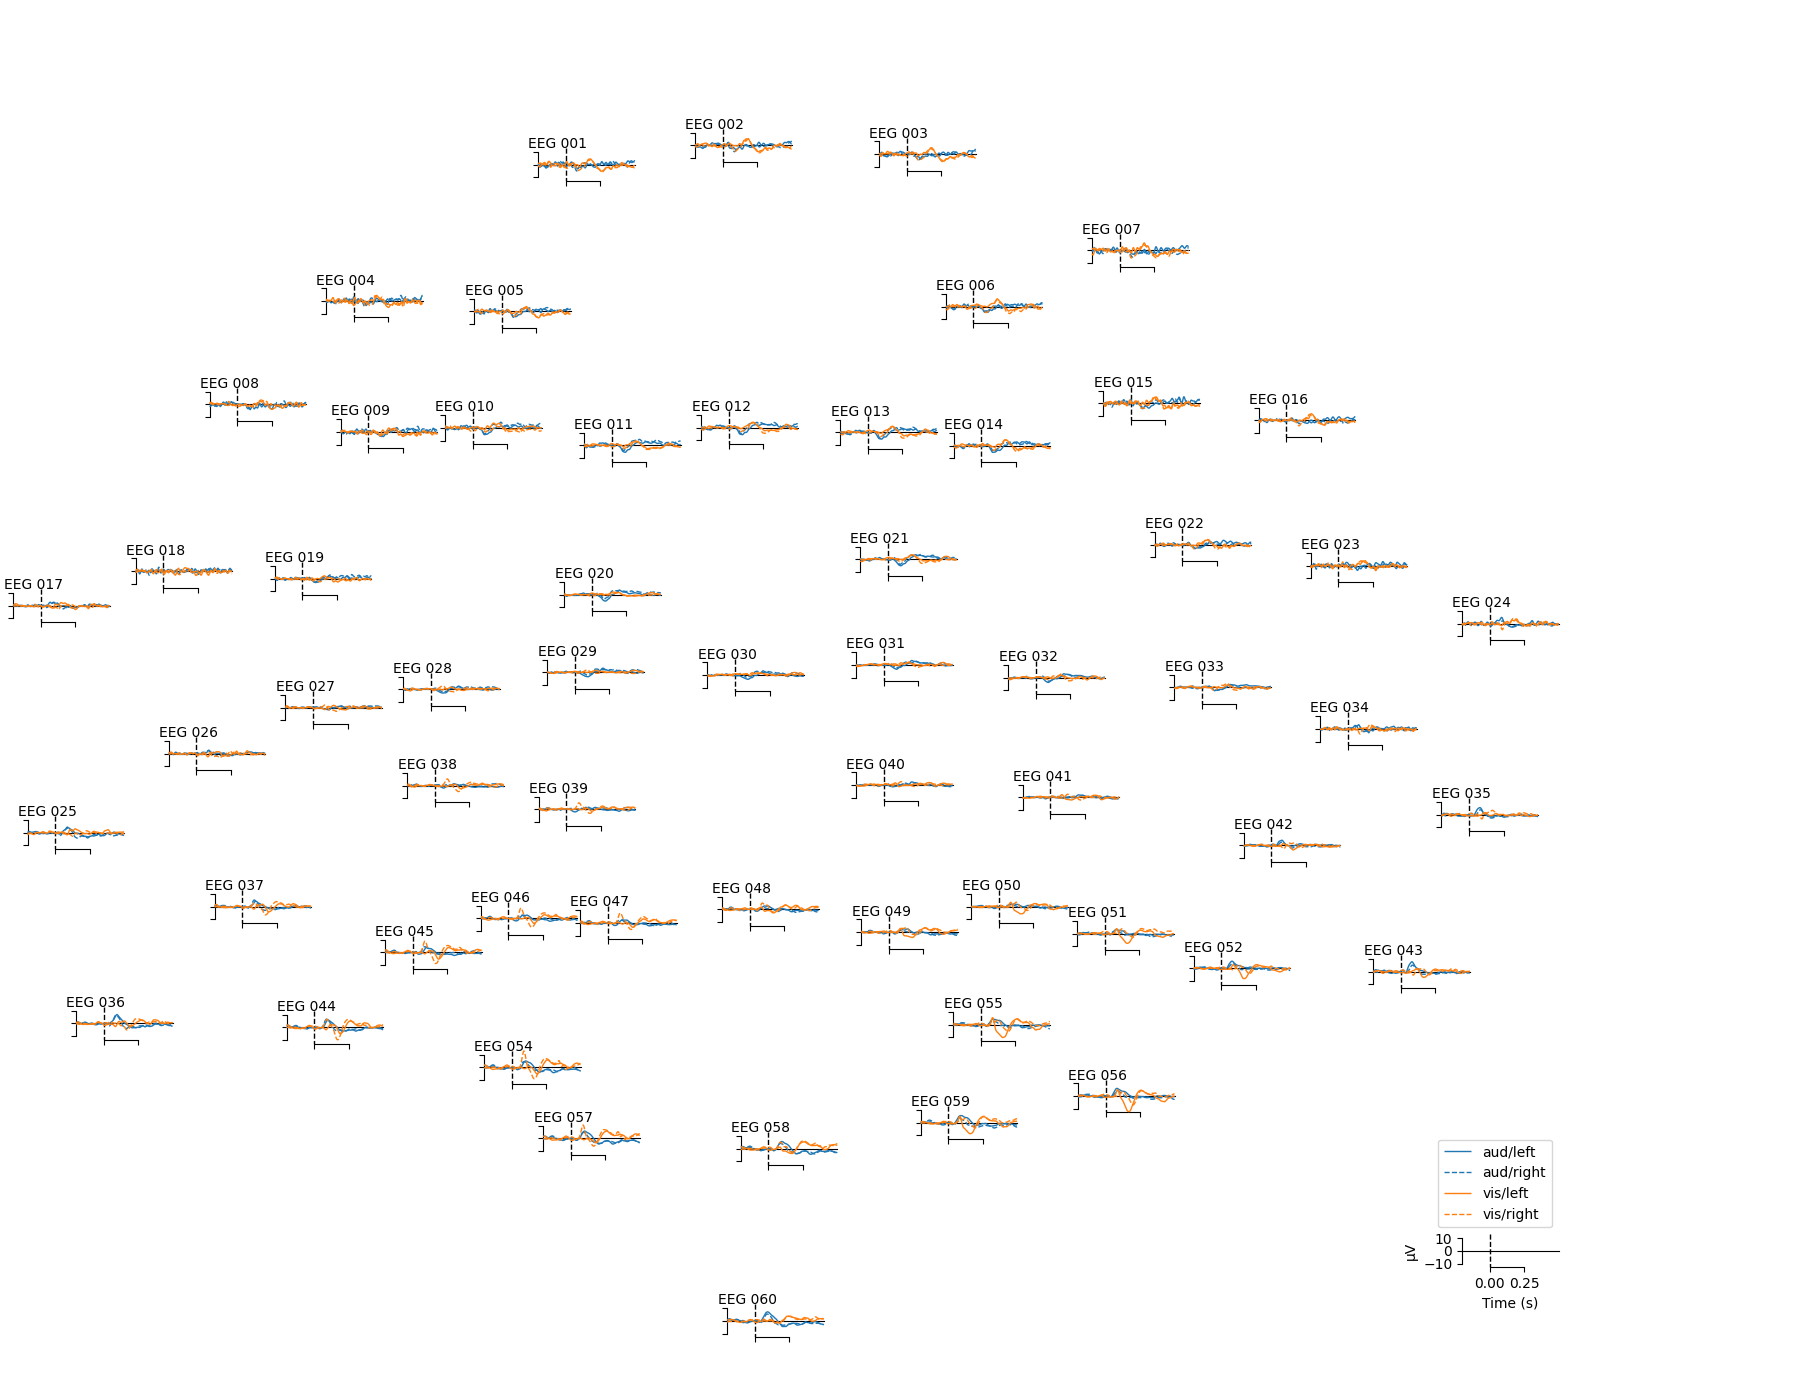 EEG 002
EEG 003
EEG 001
EEG 007
EEG 004
EEG 006
EEG 005
EEG 008
EEG 015
EEG 016
EEG 010
EEG 012
EEG 009
EEG 013
EEG 011
EEG 014
EEG 022
EEG 021
EEG 023
EEG 018
EEG 019
EEG 020
EEG 017
EEG 024
EEG 031
EEG 029
EEG 030
EEG 032
EEG 033
EEG 028
EEG 027
EEG 034
EEG 026
EEG 038
EEG 040
EEG 041
EEG 039
EEG 035
EEG 025
EEG 042
EEG 037
EEG 050
EEG 048
EEG 046
EEG 047
EEG 049
EEG 051
EEG 045
EEG 052
EEG 043
EEG 036
EEG 055
EEG 044
EEG 054
EEG 056
EEG 059
EEG 057
EEG 058
aud/left
aud/right
vis/left
vis/right
10
0
−10
µV
0.00 0.25
Time (s)
EEG 060